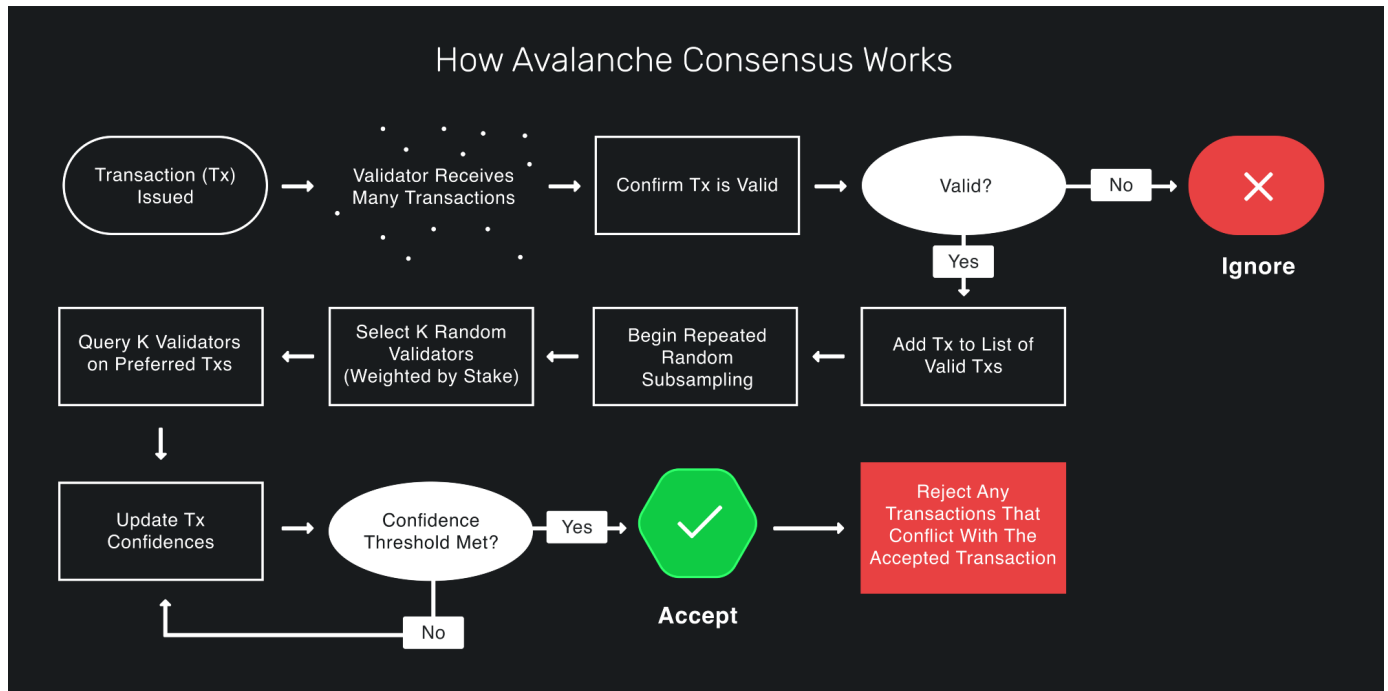 How Avalanche Consensus Works
Transaction (Tx)
Issued
Validator Receives
Many Transactions
Confirm Tx is Valid
Valid?
No
Ignore
Yes
Add Tx to List of
Valid Txs
Begin Repeated
Random
Subsampling
Select K Random
Validators
(Weighted by Stake)
Query K Validators
on Preferred Txs
Update Tx
Confidences
Confidence
Threshold Met?
Yes
No
Accept
Reject Any
Transactions That
Conflict With The
Accepted Transaction